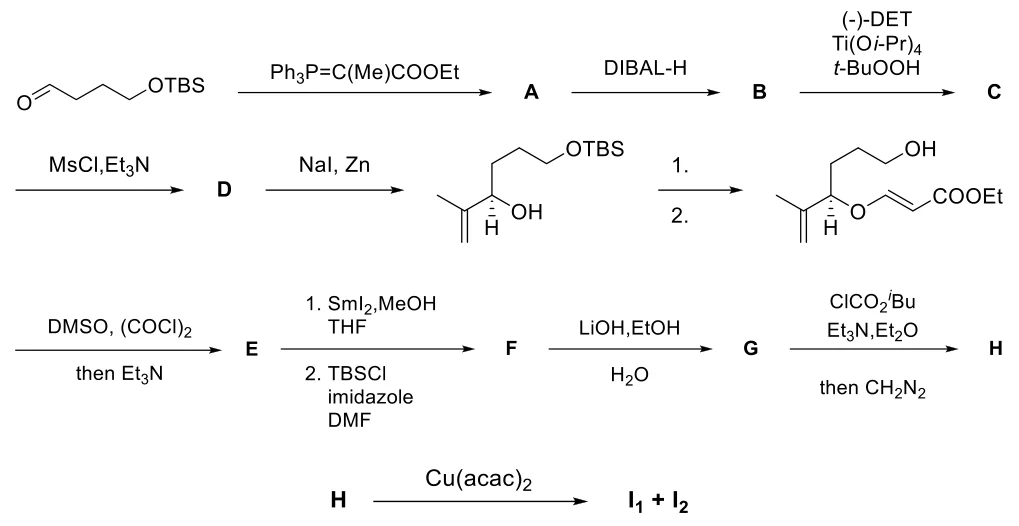 (-)-DET
Ti(Oi-Pr)4
t-BuOOH
OTBS
O
Ph3P=C(Me)COOEt
A
DIBAL-H
B
C
MsCl,Et3N
D
NaI, Zn
OTBS
OH
H
1.
2.
OH
COOEt
O
H
DMSO, (COCl)2
then Et3N
E
1. SmI2,MeOH
THF
2. TBSCl
imidazole
DMF
F
LiOH,EtOH
H2O
G
ClCO2iBu
Et3N,Et2O
then CH2N2
H
H
Cu(acac)2
I1 + I2